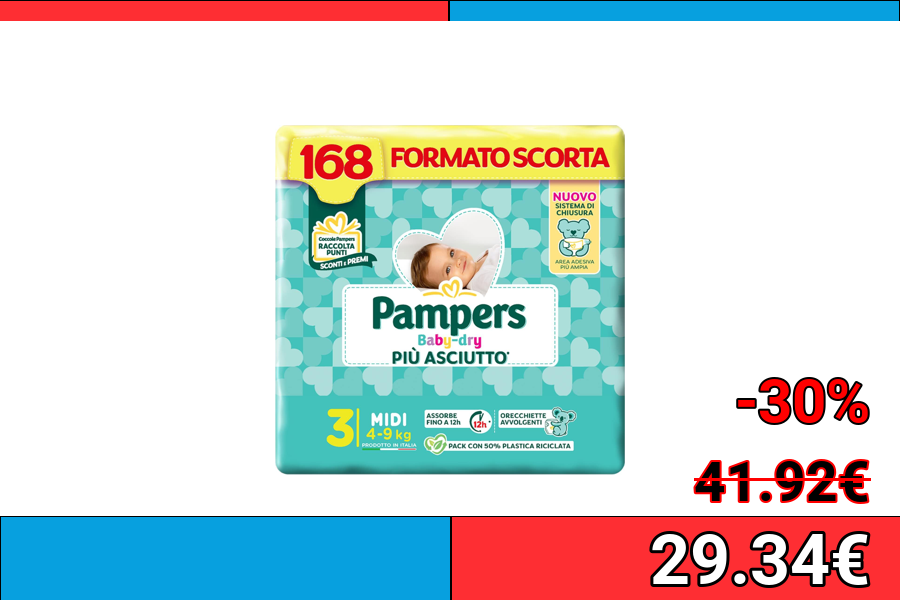 168 FORMATO SCORTA
NUOVO
SISTEMA DI
CHIUSURA
AREA ADESIVA
PIÙ AMPIA
Coccole Pampers
RACCOLTA
PUNTI
SCONTI E PREMI
Pampers
Baby-dry
PIÙ ASCIUTTO*
3 MIDI
4-9 kg
PRODOTTO IN ITALIA
ASSORBE
FINO A 12h
12h
ORECCHIETTE
AVVOLGENTI
PACK CON 50% PLASTICA RICICLATA
-30%
41.92€
29.34€